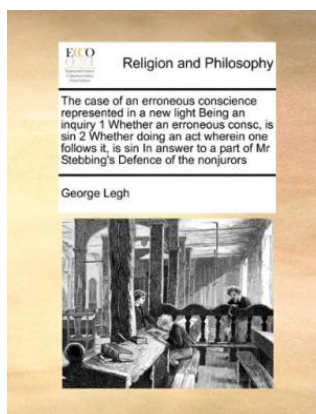 ECCO
Religion and Philosophy
The case of an erroneous conscience
represented in a new light Being an
inquiry 1 Whether an erroneous consc, is
sin 2 Whether doing an act wherein one
follows it, is sin In answer to a part of Mr
Stebbing's Defence of the nonjurors
George Legh